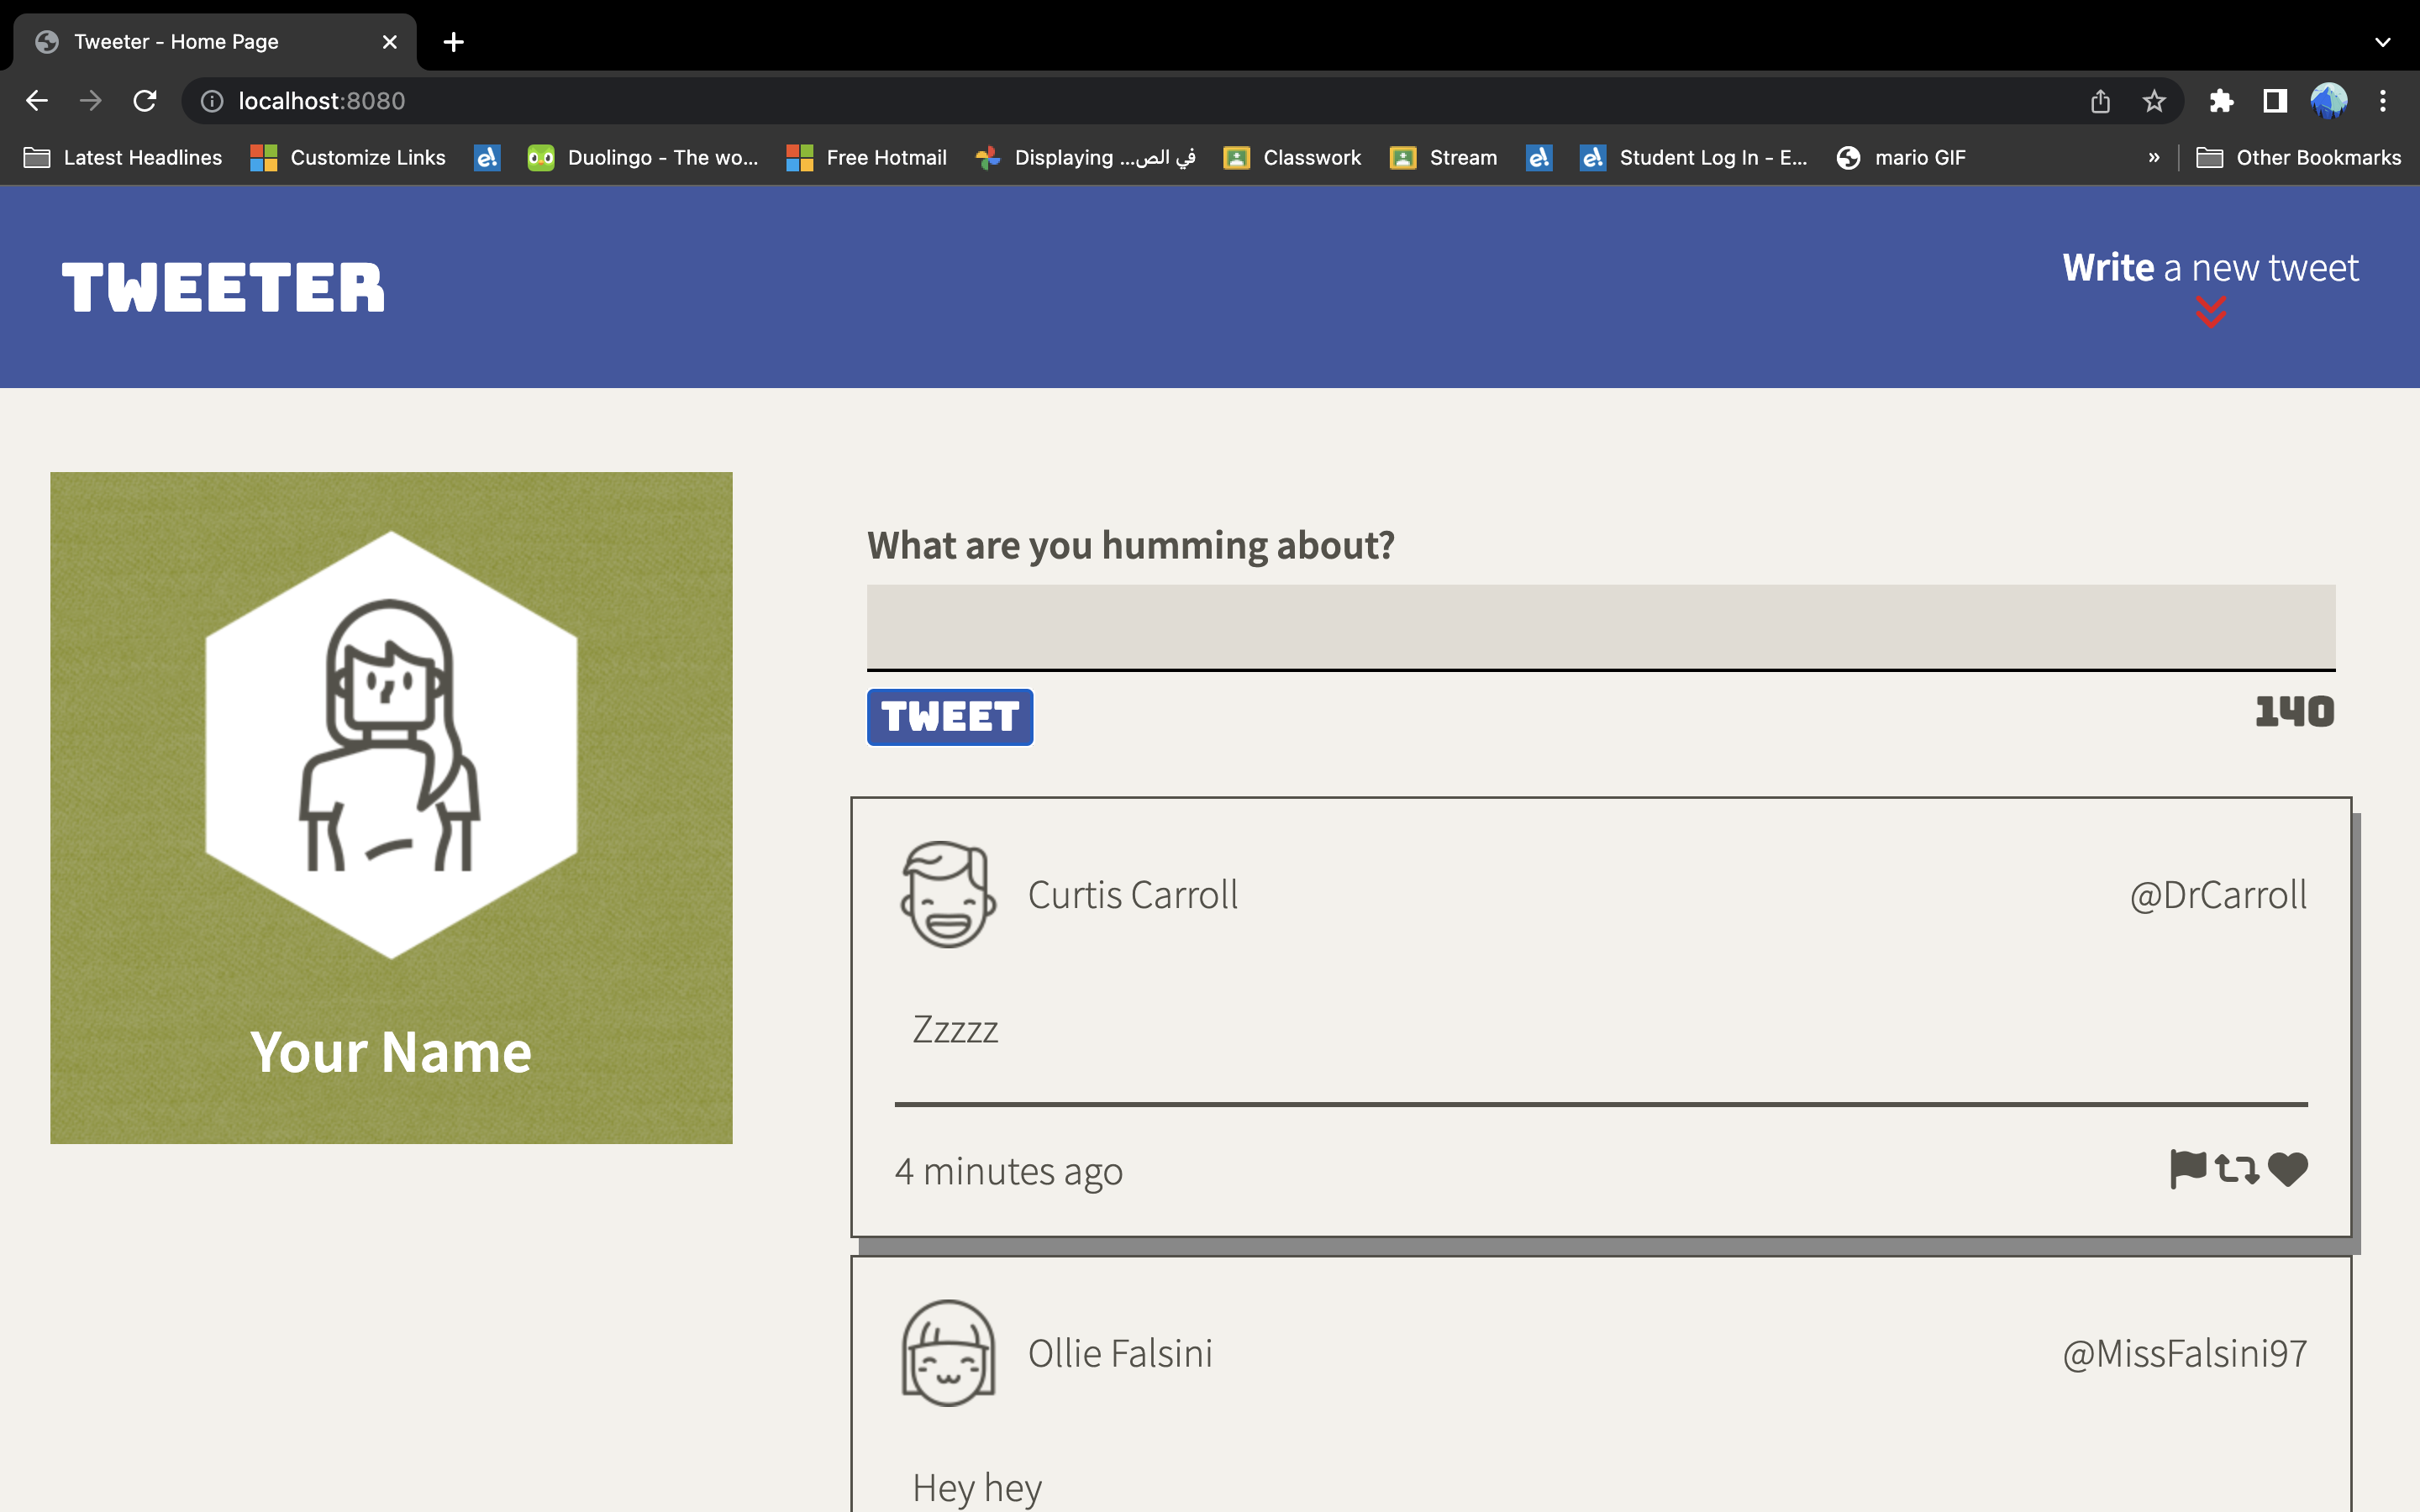 Tweeter - Home Page
localhost:8080
Latest Headlines
Customize Links
Duolingo - The wo...
Free Hotmail
Displaying ...في الص
Classwork
Stream
Student Log In - E...
mario GIF
»
Other Bookmarks
TWEETER
Write a new tweet
What are you humming about?
TWEET
140
Your Name
Curtis Carroll
@DrCarroll
Zzzzz
4 minutes ago
Ollie Falsini
@MissFalsini97
Hey hey